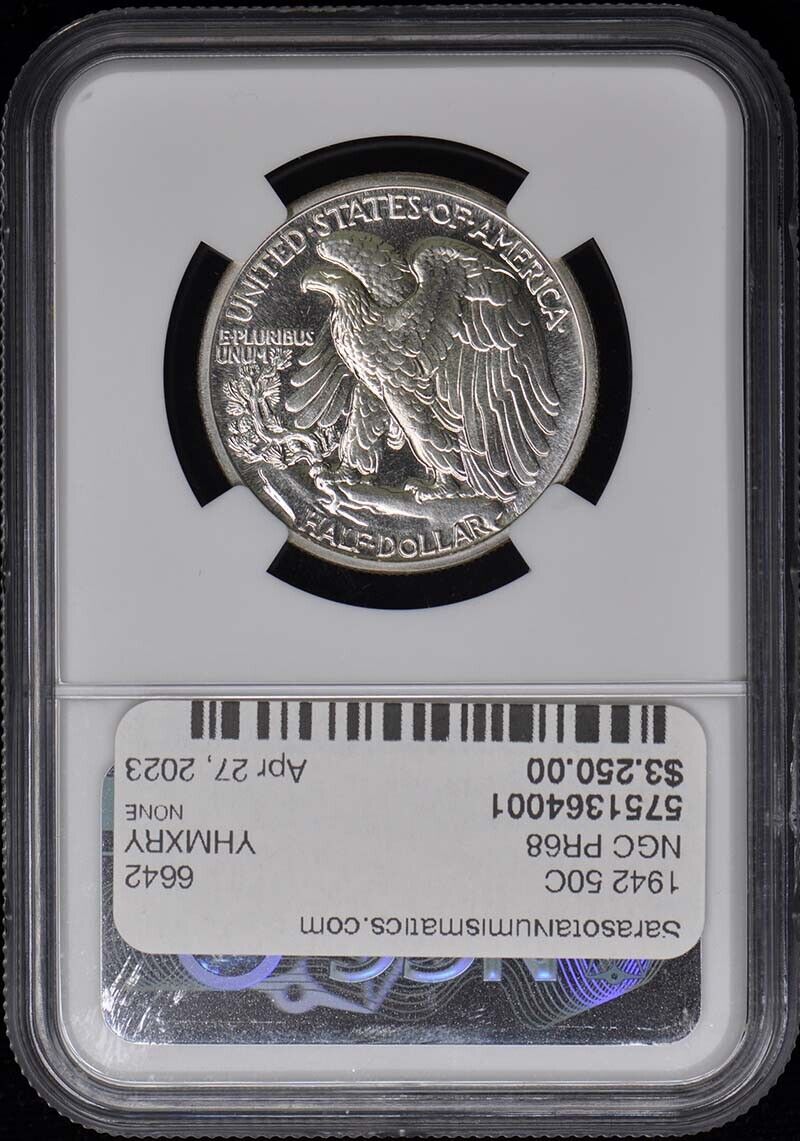 UNITED·STATES·OF·AMERICA·
E·PLURIBUS
UNUM
HALF·DOLLAR
SarasotaNumismatics.com
1942 50C 6642
NGC PR68 YHMXRY
5751364001 NONE
$3,250.00 Apr 27, 2023
NGC